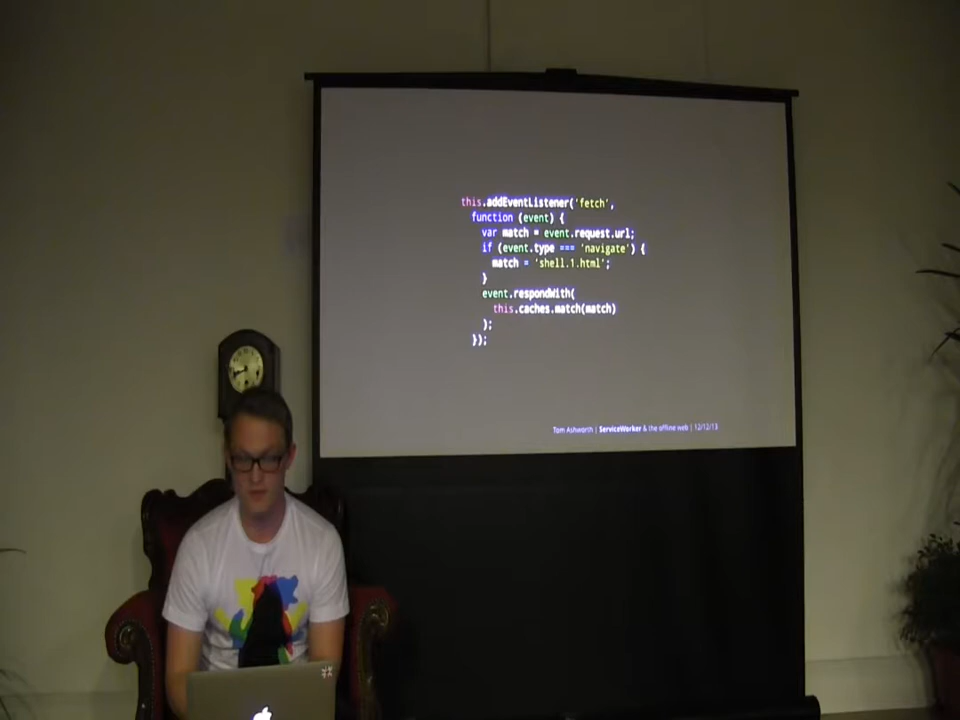 this.addEventListener('fetch',
function (event) {
var match = event.request.url;
if (event.type === 'navigate') {
match = 'shell.1.html';
}
event.respondWith(
this.caches.match(match)
);
});
Tom Ashworth | ServiceWorker & the offline web | 12/12/13